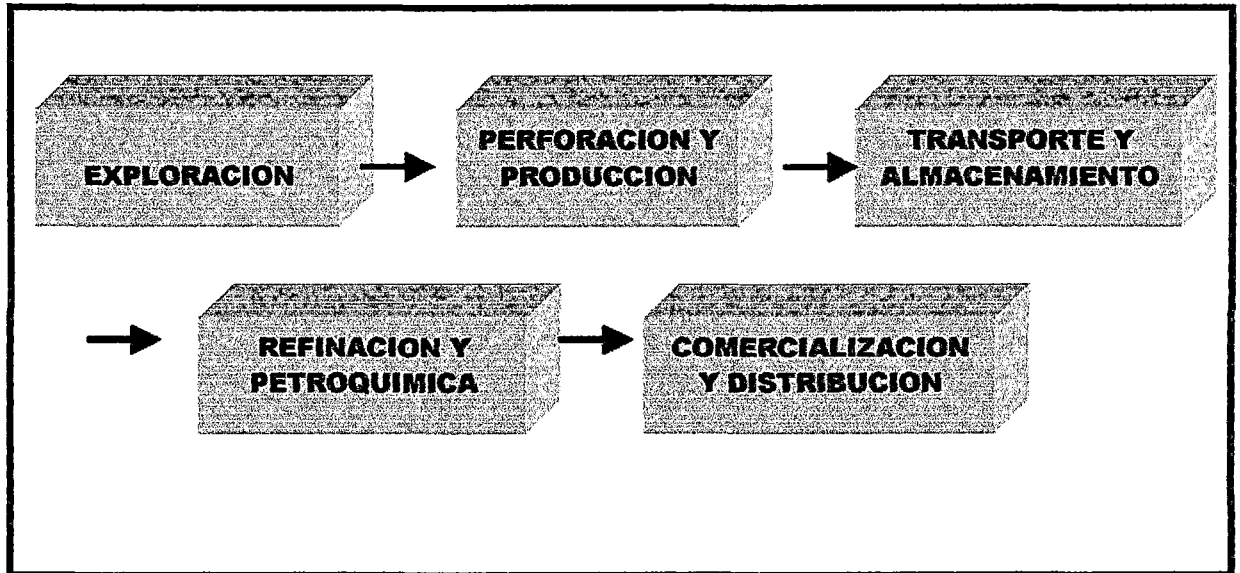 EXPLORACION
PERFORACION Y
PRODUCCION
TRANSPORTE Y
ALMACENAMIENTO
REFINACION Y
PETROQUIMICA
COMERCIALIZACION
Y DISTRIBUCION